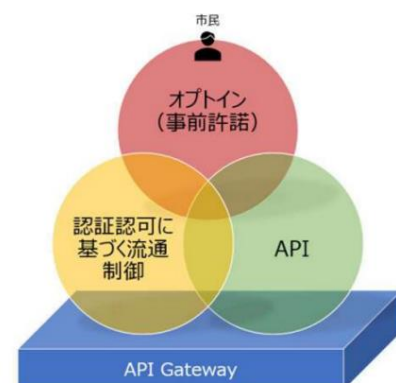 市民
オプトイン
（事前許諾）
認証認可に
基づく流通
制御
API
API Gateway